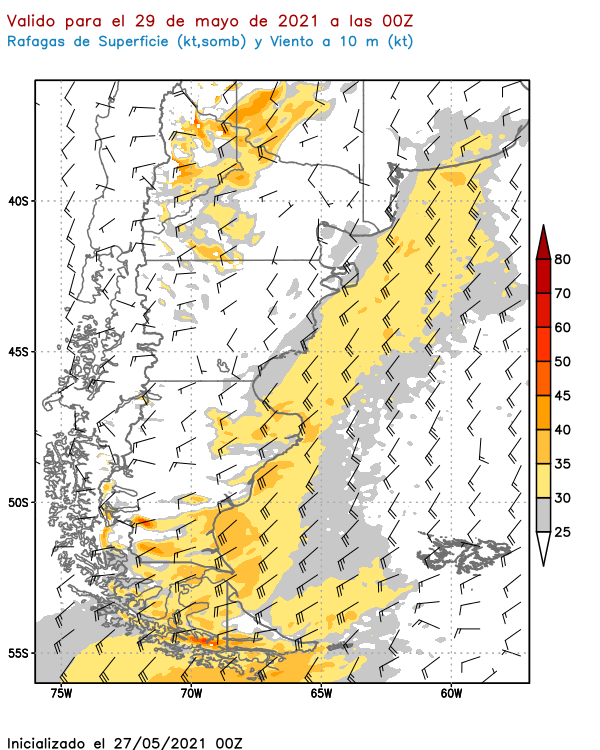 Valido para el 29 de mayo de 2021 a las 00Z
Rafagas de Superficie (kt,somb) y Viento a 10 m (kt)
40S
45S
50S
55S
75W
70W
65W
60W
80
70
60
50
45
40
35
30
25
Inicializado el 27/05/2021 00Z